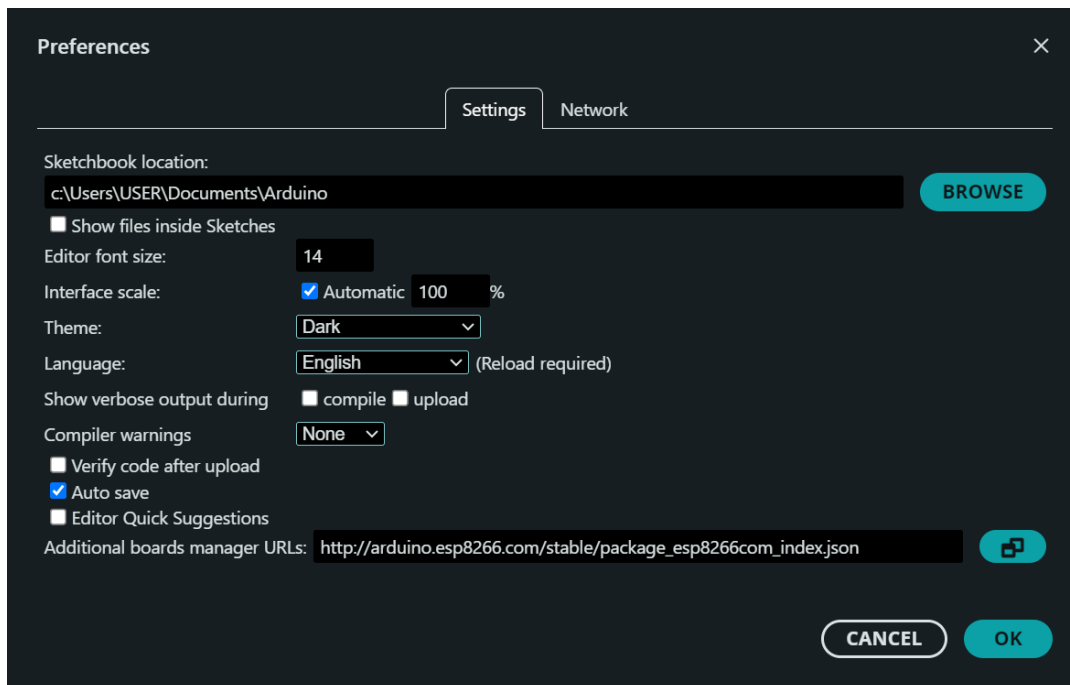 Preferences
Settings Network
Sketchbook location:
c:\Users\USER\Documents\Arduino BROWSE
Show files inside Sketches
Editor font size: 14
Interface scale: Automatic 100 %
Theme: Dark
Language: English (Reload required)
Show verbose output during compile upload
Compiler warnings None
Verify code after upload
Auto save
Editor Quick Suggestions
Additional boards manager URLs: http://arduino.esp8266.com/stable/package_esp8266com_index.json
CANCEL OK